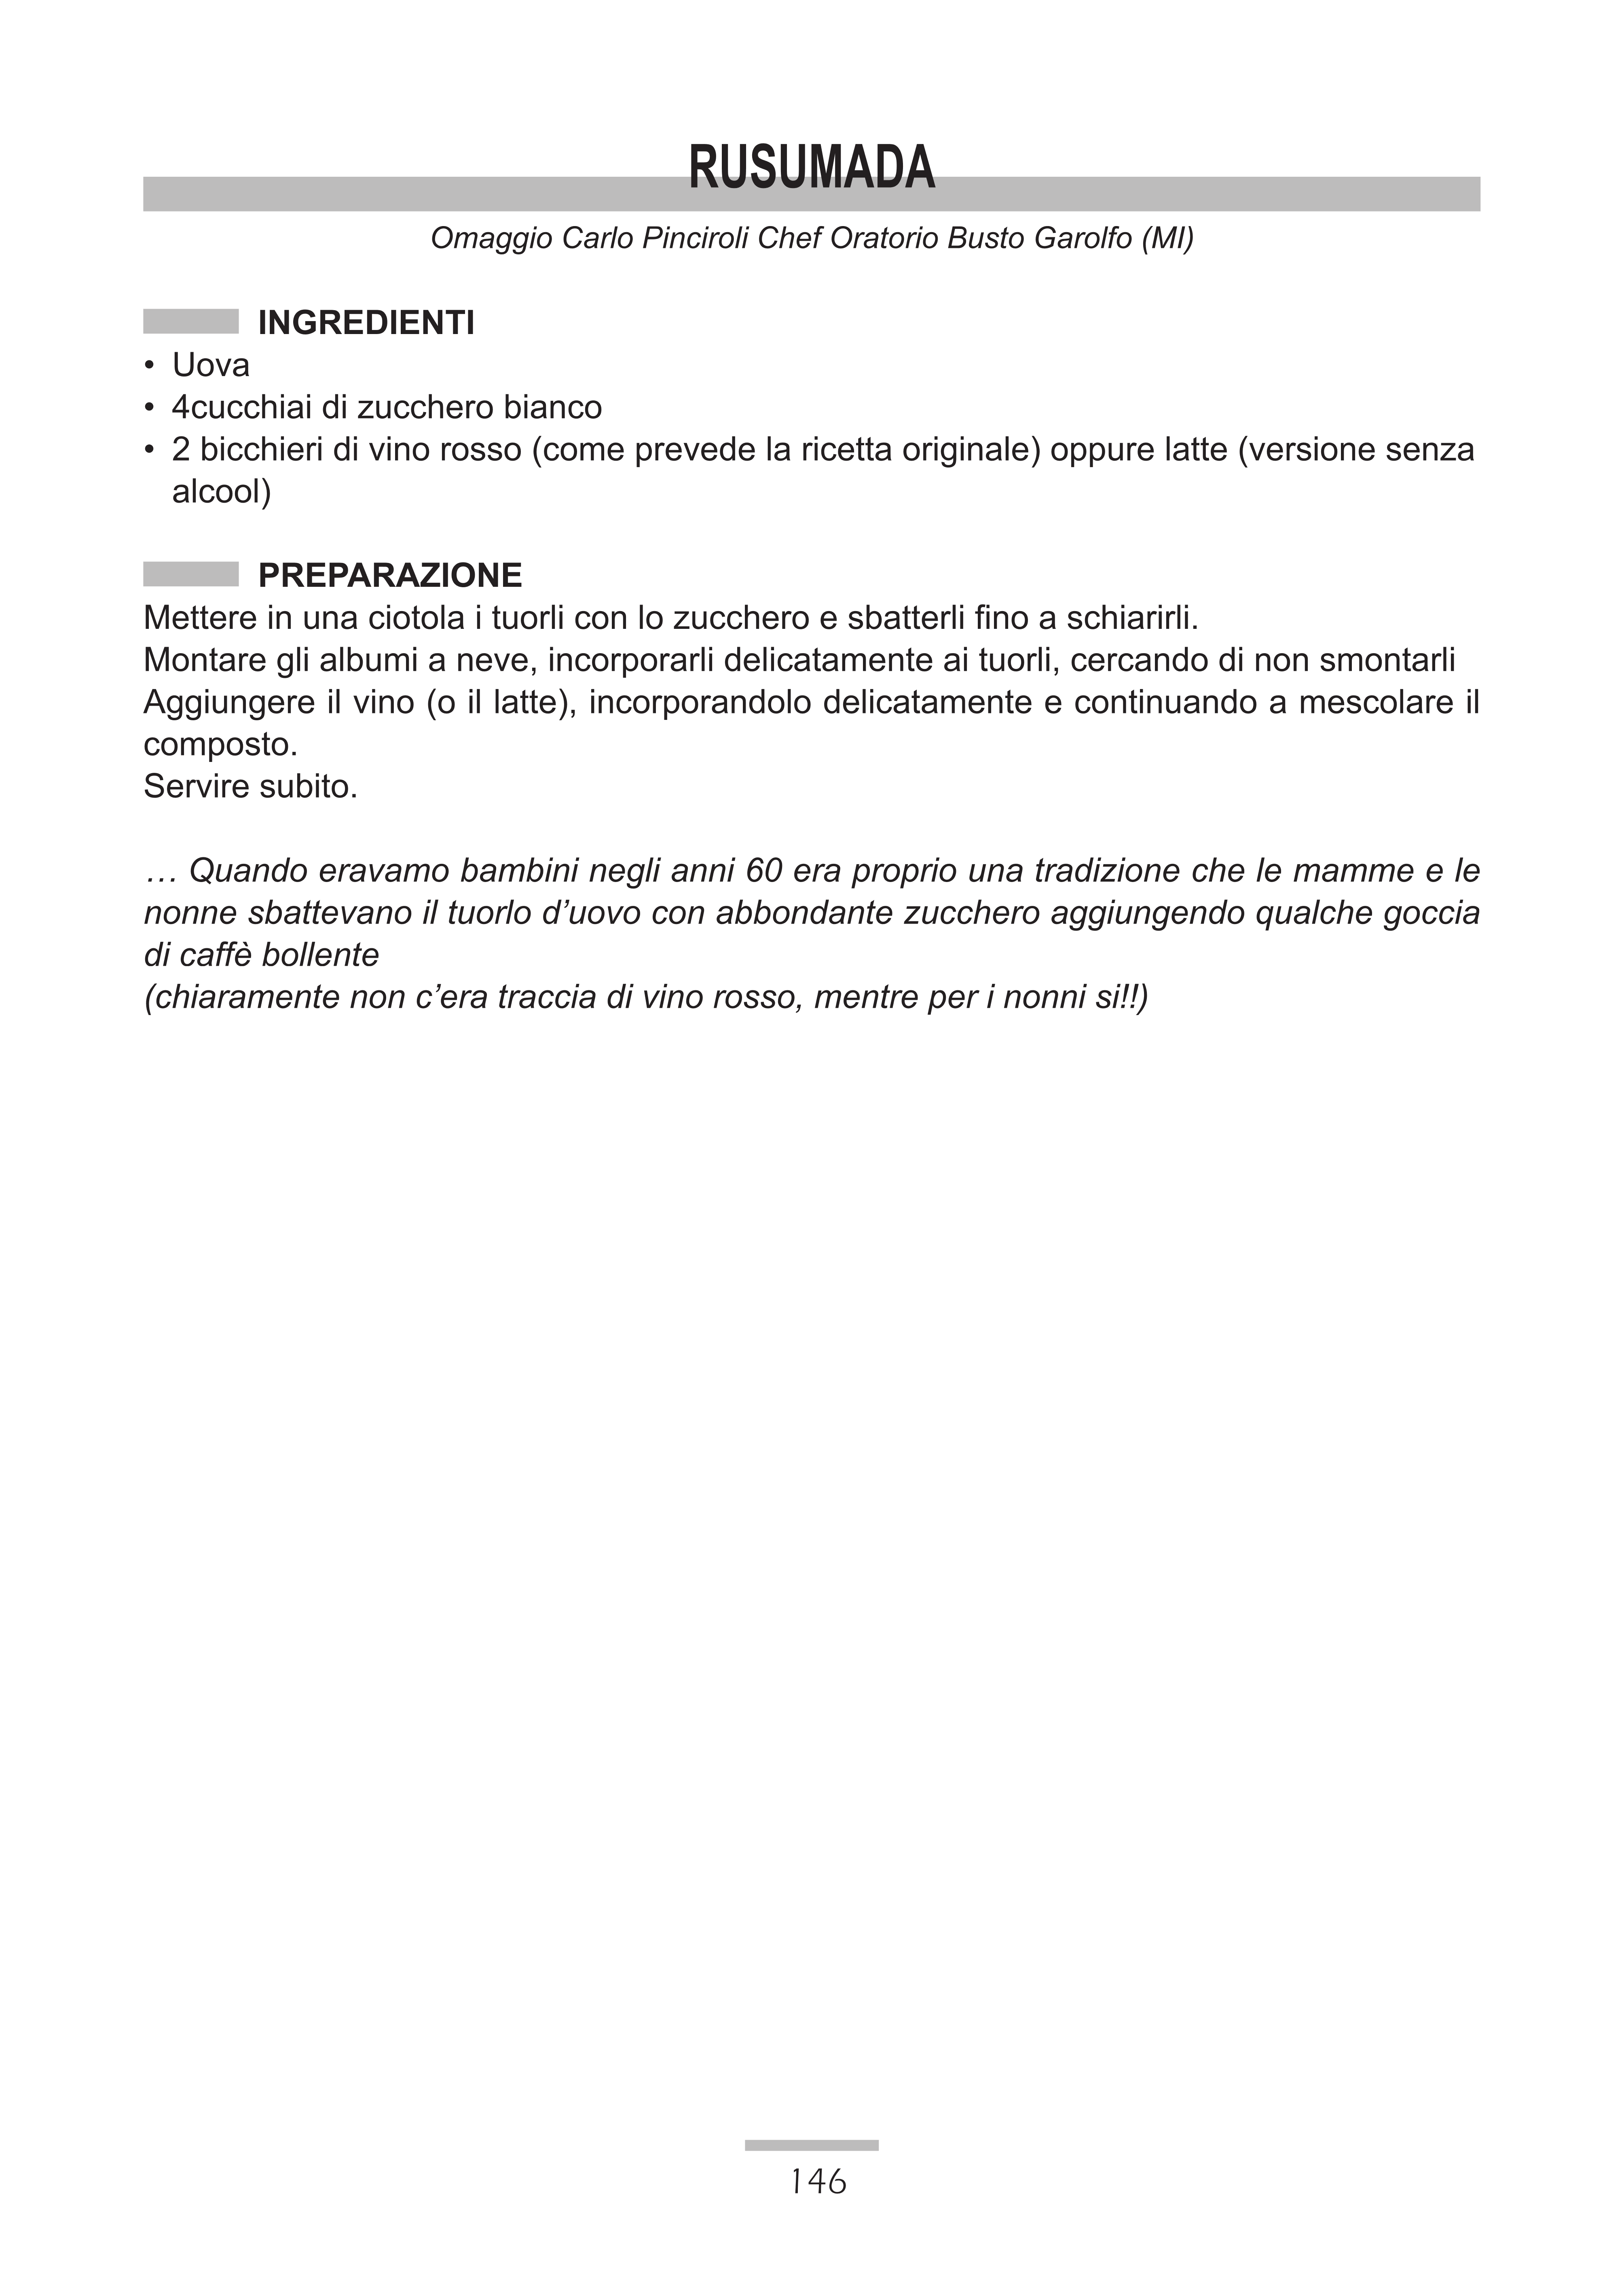 RUSUMADA
Omaggio Carlo Pinciroli Chef Oratorio Busto Garolfo (MI)
INGREDIENTI
• Uova
• 4cucchiai di zucchero bianco
• 2 bicchieri di vino rosso (come prevede la ricetta originale) oppure latte (versione senza
alcool)
PREPARAZIONE
Mettere in una ciotola i tuorli con lo zucchero e sbatterli fino a schiarirli.
Montare gli albumi a neve, incorporarli delicatamente ai tuorli, cercando di non smontarli
Aggiungere il vino (o il latte), incorporandolo delicatamente e continuando a mescolare il
composto.
Servire subito.
… Quando eravamo bambini negli anni 60 era proprio una tradizione che le mamme e le
nonne sbattevano il tuorlo d’uovo con abbondante zucchero aggiungendo qualche goccia
di caffè bollente
(chiaramente non c’era traccia di vino rosso, mentre per i nonni si!!)
146